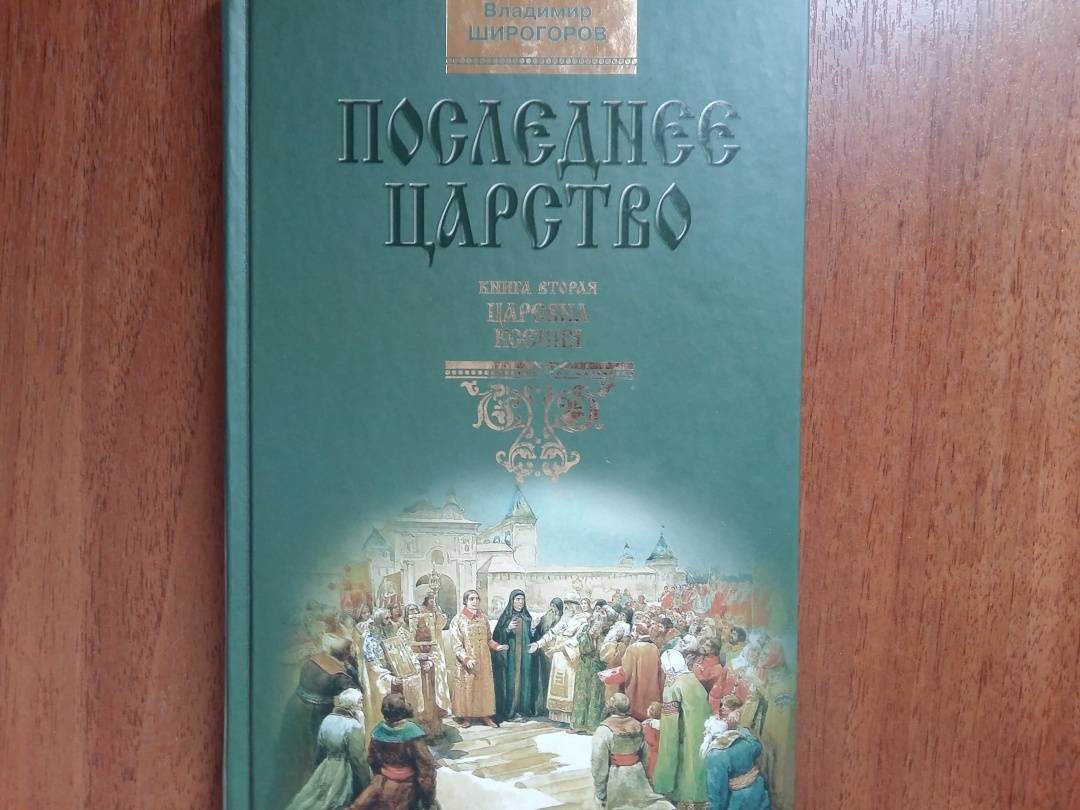 Владимир
ШИРОГОРОВ
ПОСЛЕДНЕЕ
ЦАРСТВО
КНИГА ВТОРАЯ
ЦАРЕВНА
КСЕНИЯ